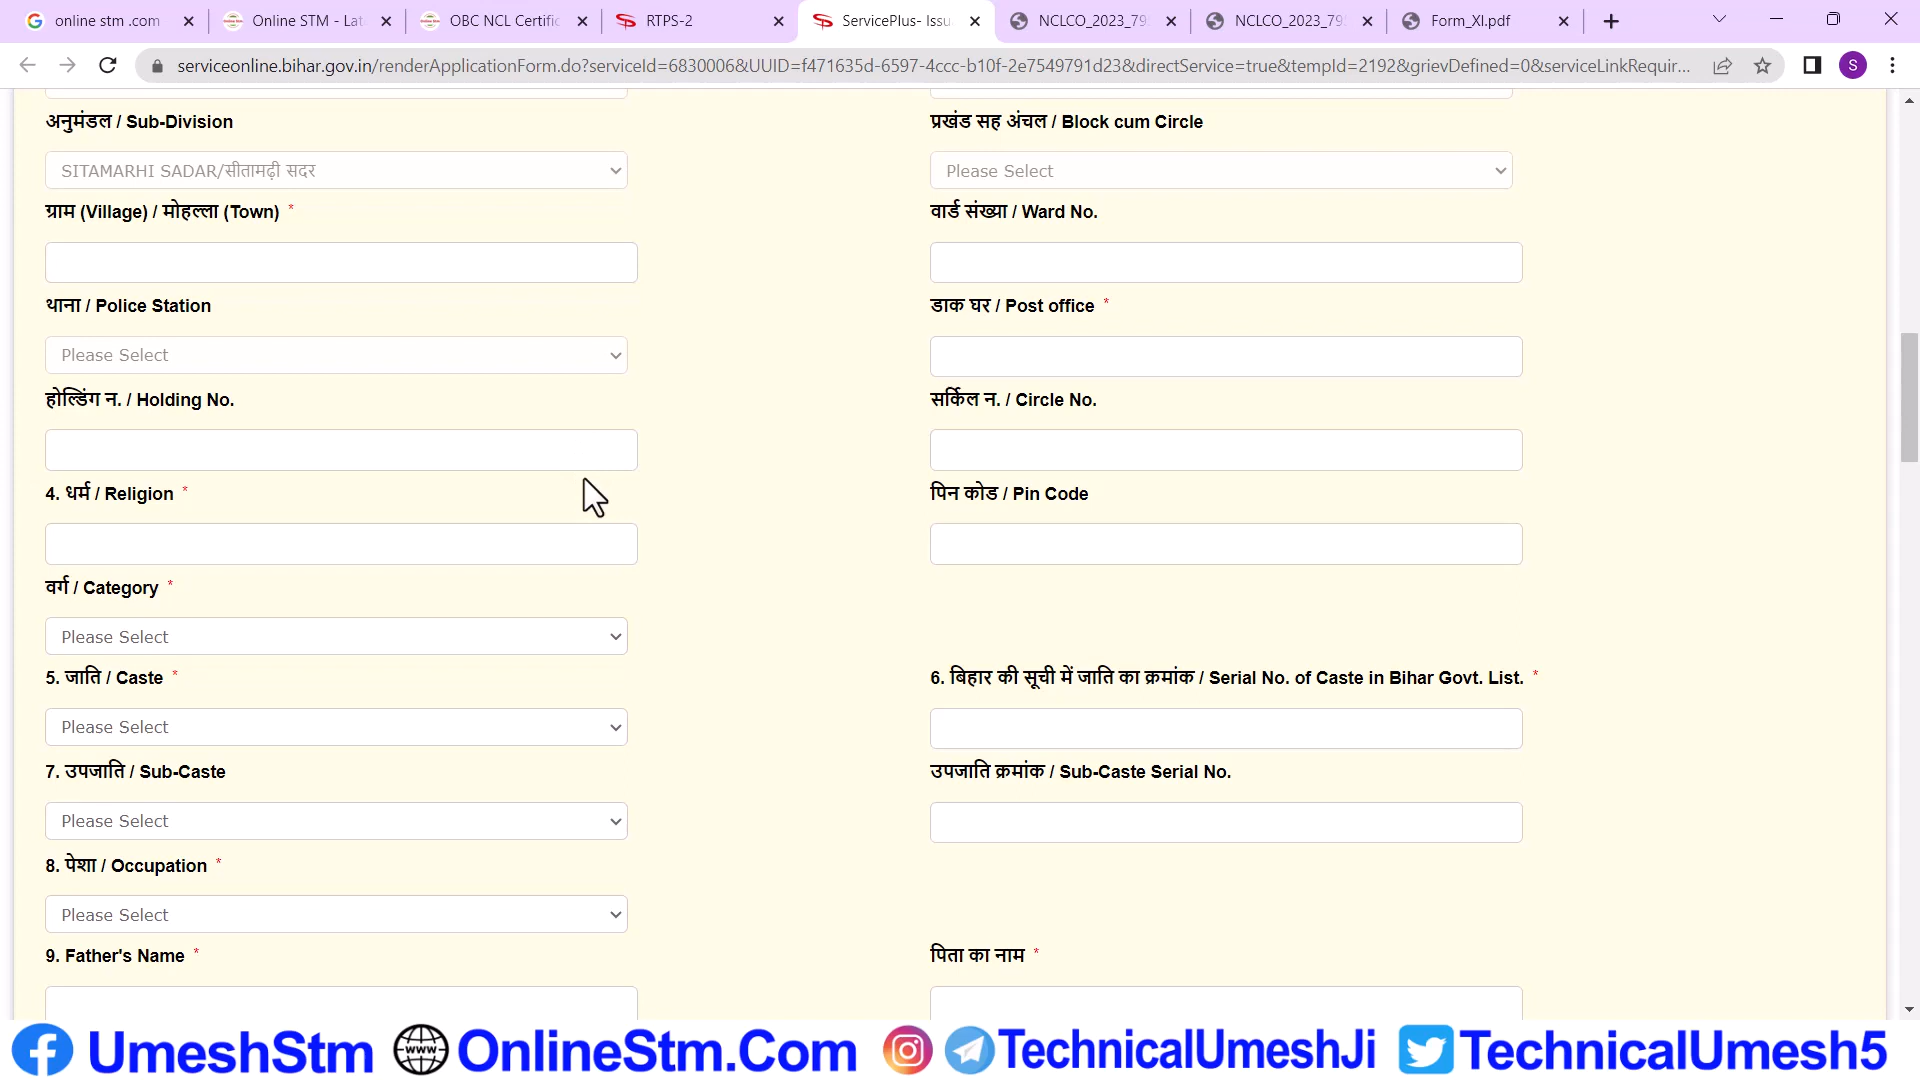 online stm .com
Online STM - Lat
OBC NCL Certific
RTPS-2
ServicePlus- Issu
NCLCO_2023_79
NCLCO_2023_79
Form_XI.pdf
serviceonline.bihar.gov.in/renderApplicationForm.do?serviceId=6830006&UUID=f471635d-6597-4ccc-b10f-2e7549791d23&directService=true&tempId=2192&grievDefined=0&serviceLinkRequir...
S
अनुमंडल / Sub-Division
प्रखंड सह अंचल / Block cum Circle
SITAMARHI SADAR/सीतामढ़ी सदर
Please Select
ग्राम (Village) / मोहल्ला (Town) *
वार्ड संख्या / Ward No.
थाना / Police Station
डाक घर / Post office *
Please Select
होल्डिंग न. / Holding No.
सर्किल न. / Circle No.
4. धर्म / Religion *
पिन कोड / Pin Code
वर्ग / Category *
Please Select
5. जाति / Caste *
6. बिहार की सूची में जाति का क्रमांक / Serial No. of Caste in Bihar Govt. List. *
Please Select
7. उपजाति / Sub-Caste
उपजाति क्रमांक / Sub-Caste Serial No.
Please Select
8. पेशा / Occupation *
Please Select
9. Father's Name *
पिता का नाम *
UmeshStm
www
OnlineStm.Com
TechnicalUmeshJi
TechnicalUmesh5